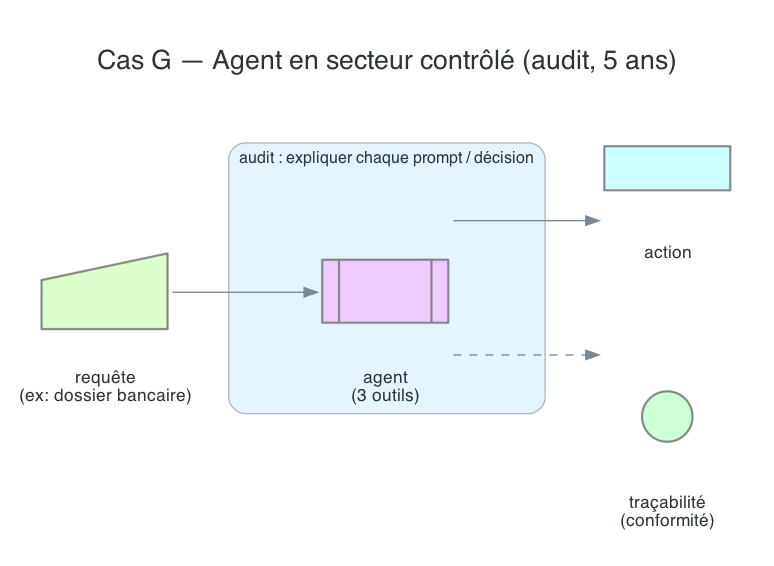 Cas G — Agent en secteur contrôlé (audit, 5 ans)
audit : expliquer chaque prompt / décision
action
requête
(ex: dossier bancaire)
agent
(3 outils)
traçabilité
(conformité)